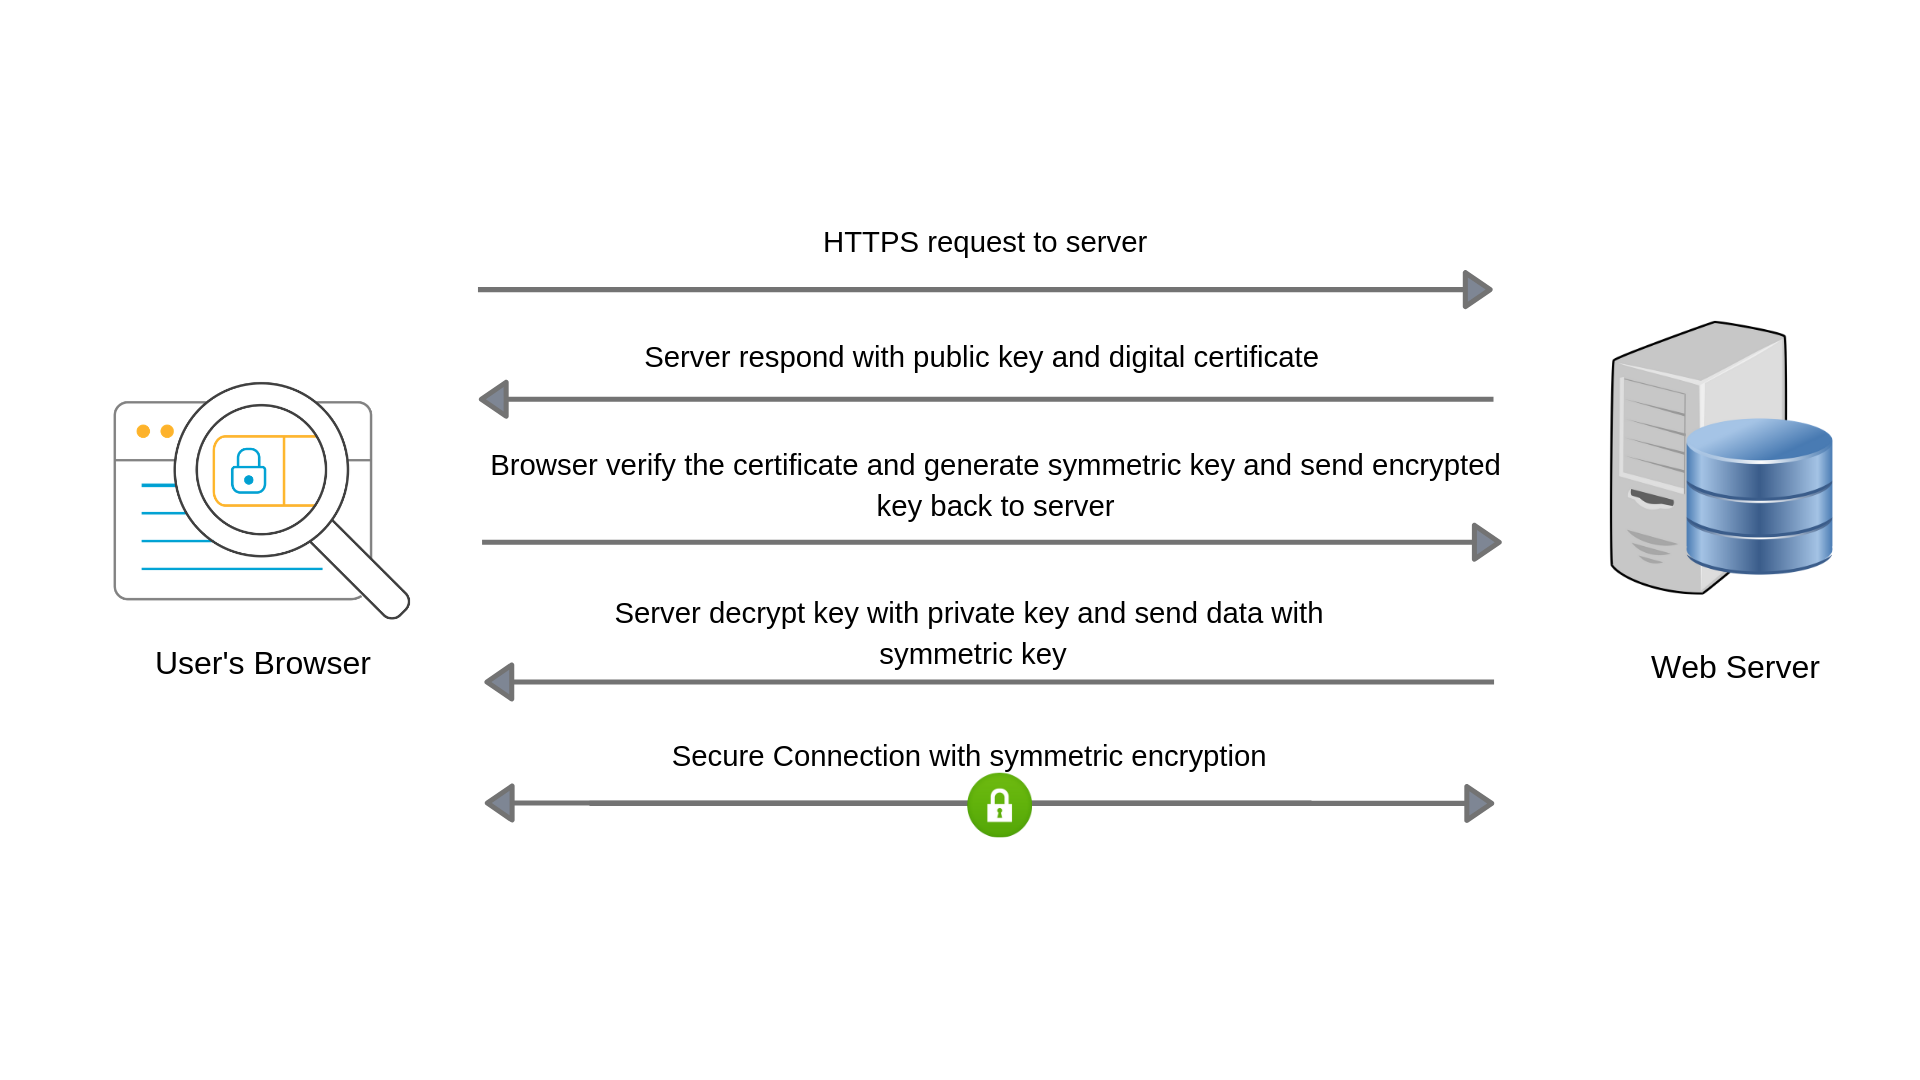 HTTPS request to server
Server respond with public key and digital certificate
Browser verify the certificate and generate symmetric key and send encrypted
key back to server
Server decrypt key with private key and send data with
symmetric key
User's Browser
Web Server
Secure Connection with symmetric encryption